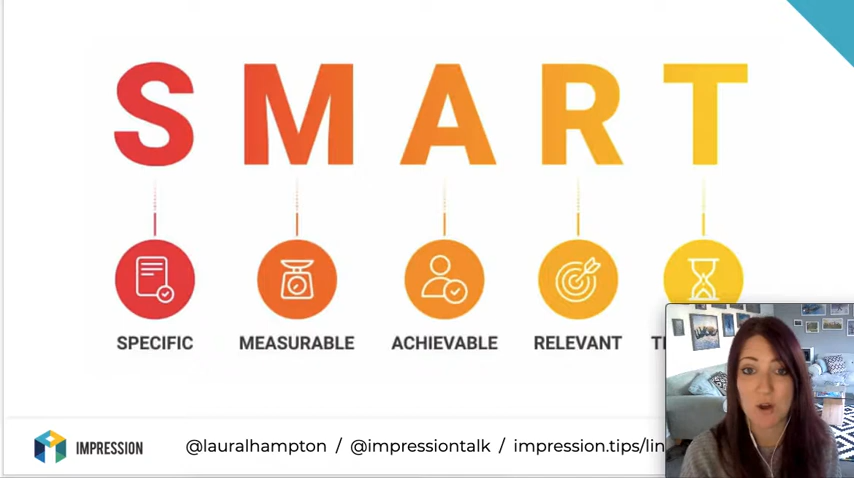 SMART
SPECIFIC MEASURABLE ACHIEVABLE RELEVANT
IMPRESSION @lauralhampton / @impressiontalk / impression.tips/lin